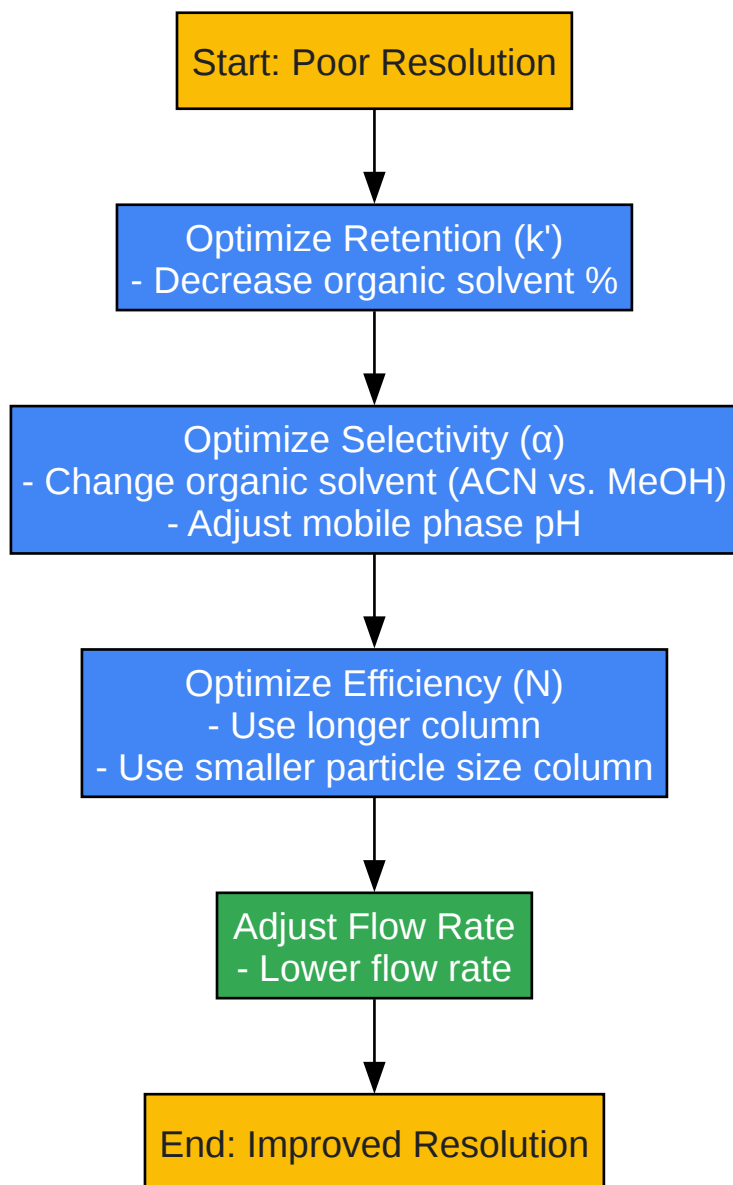 Start: Poor Resolution
Optimize Retention (k')
- Decrease organic solvent %
Optimize Selectivity (α)
- Change organic solvent (ACN vs. MeOH)
- Adjust mobile phase pH
Optimize Efficiency (N)
- Use longer column
- Use smaller particle size column
Adjust Flow Rate
- Lower flow rate
End: Improved Resolution